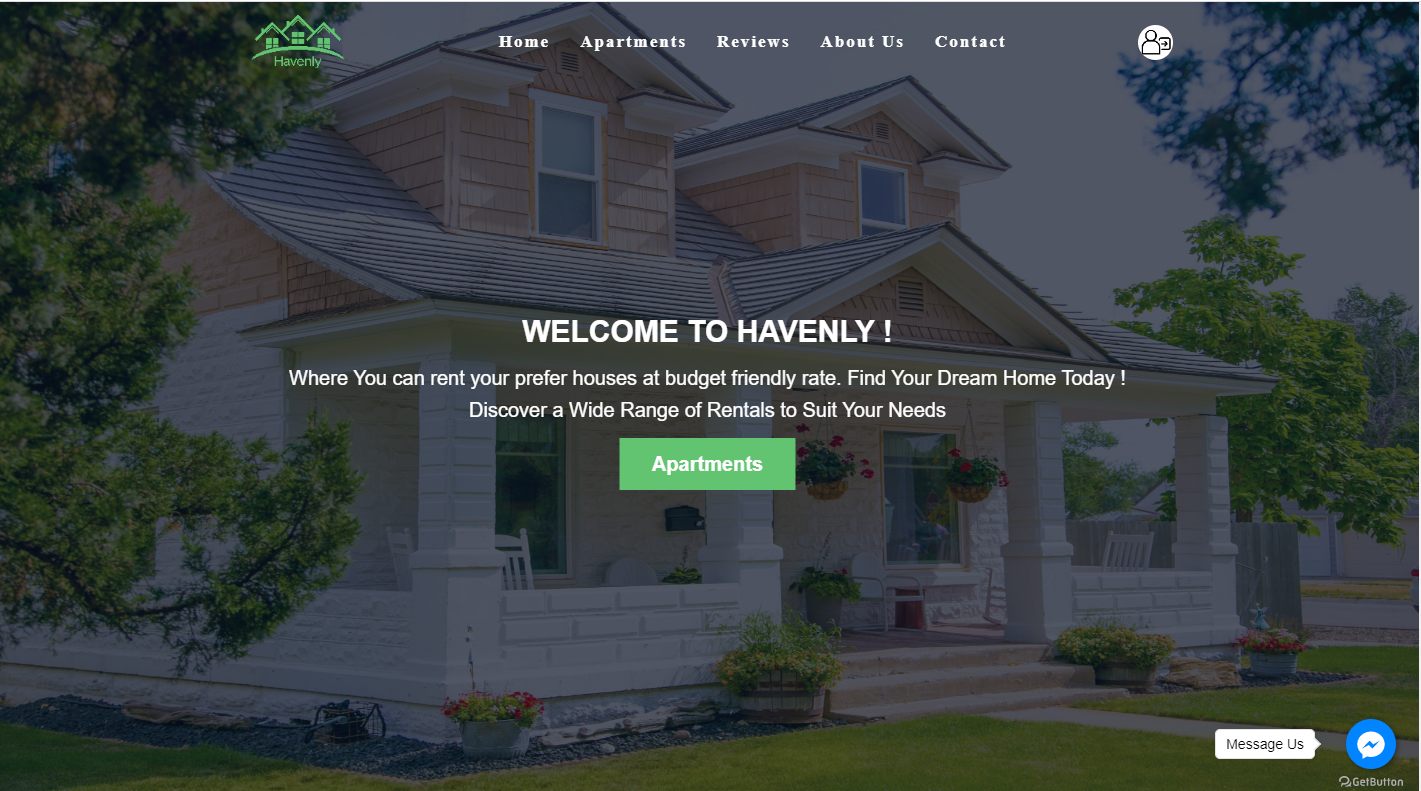 Havenly
Home Apartments Reviews About Us Contact
WELCOME TO HAVENLY !
Where You can rent your prefer houses at budget friendly rate. Find Your Dream Home Today !
Discover a Wide Range of Rentals to Suit Your Needs
Apartments
Message Us
GetButton